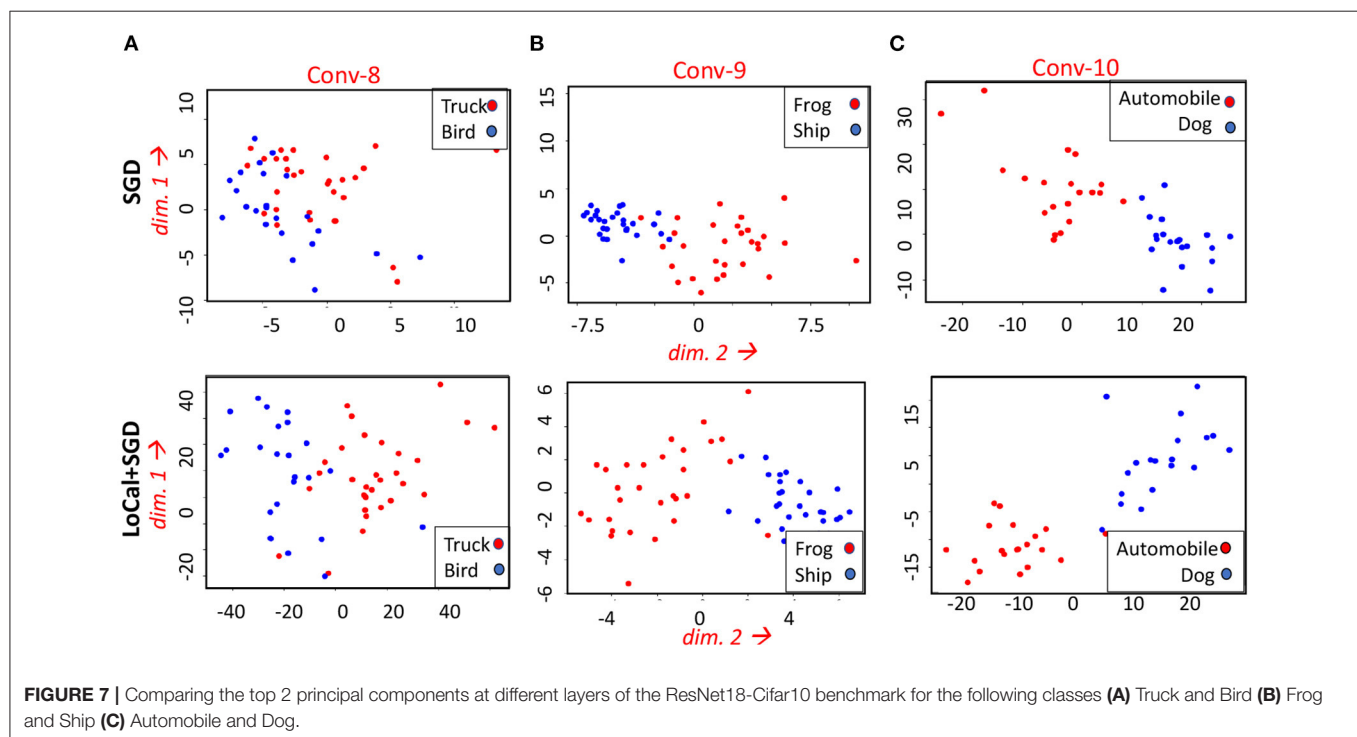 A
B
C
Conv-8
Conv-9
Conv-10
SGD
dim. 1 →
10
5
0
-5
-10
Truck
Bird
-5
0
5
10
15
10
5
0
-5
Frog
Ship
-7.5
0
7.5
dim. 2 →
30
20
10
0
-10
Automobile
Dog
-20
-10
0
10
20
LoCal+SGD
dim. 1 →
40
20
0
-20
Truck
Bird
-40
-20
0
20
40
60
6
4
2
0
-2
-4
-6
Frog
Ship
-4
0
4
dim. 2 →
15
5
-5
-15
Automobile
Dog
-20
-10
0
10
20
FIGURE 7 | Comparing the top 2 principal components at different layers of the ResNet18-Cifar10 benchmark for the following classes (A) Truck and Bird (B) Frog
and Ship (C) Automobile and Dog.